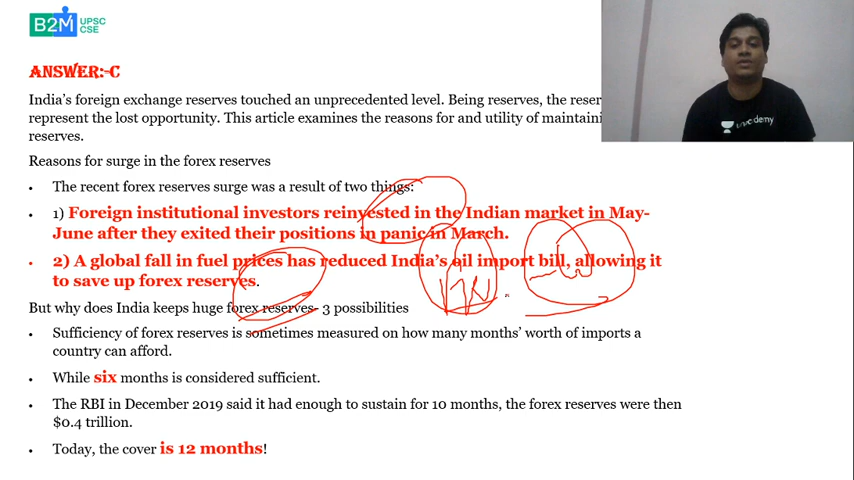 B2M UPSC
CSE
ANSWER:-C
India's foreign exchange reserves touched an unprecedented level. Being reserves, the reser
represent the lost opportunity. This article examines the reasons for and utility of maintaini
reserves.
Reasons for surge in the forex reserves
• The recent forex reserves surge was a result of two things:
• 1) Foreign institutional investors reinvested in the Indian market in May-
June after they exited their positions in panic in March.
• 2) A global fall in fuel prices has reduced India's oil import bill, allowing it
to save up forex reserves.
But why does India keeps huge forex reserves- 3 possibilities
• Sufficiency of forex reserves is sometimes measured on how many months' worth of imports a
country can afford.
• While six months is considered sufficient.
• The RBI in December 2019 said it had enough to sustain for 10 months, the forex reserves were then
$0.4 trillion.
• Today, the cover is 12 months!